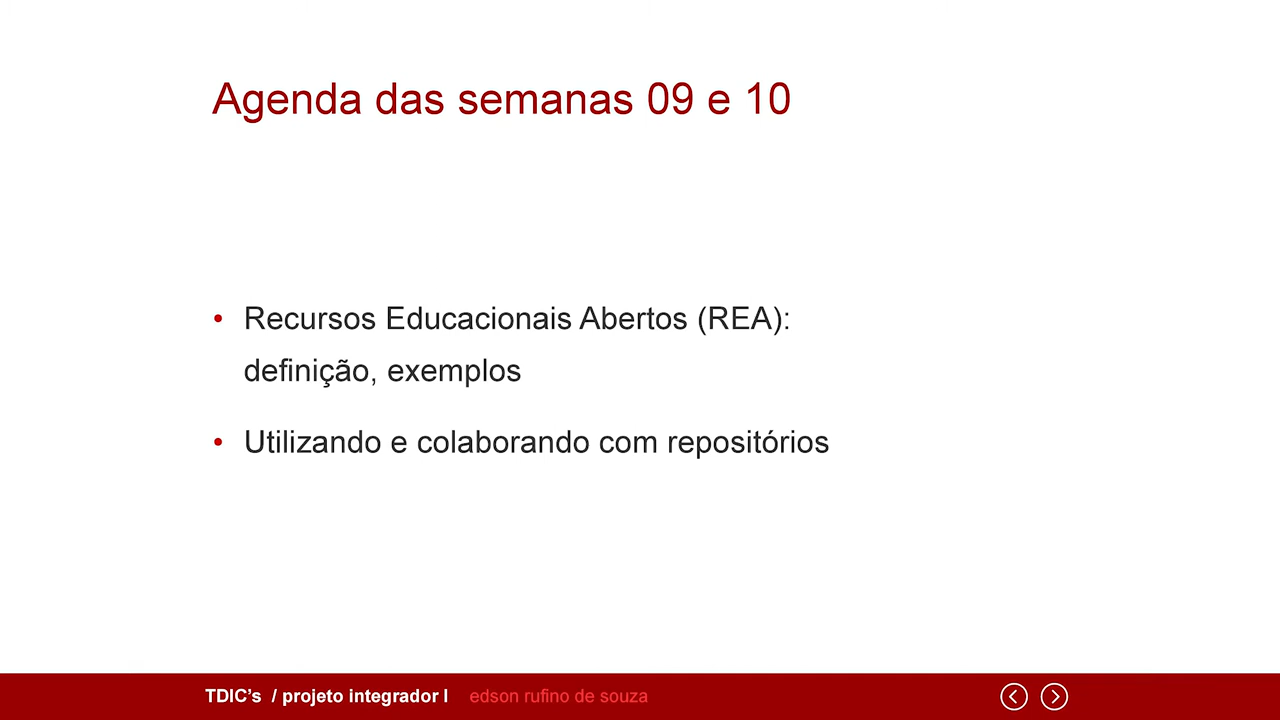 Agenda das semanas 09 e 10
• Recursos Educacionais Abertos (REA):
definição, exemplos
• Utilizando e colaborando com repositórios
TDIC’s / projeto integrador I edson rufino de souza